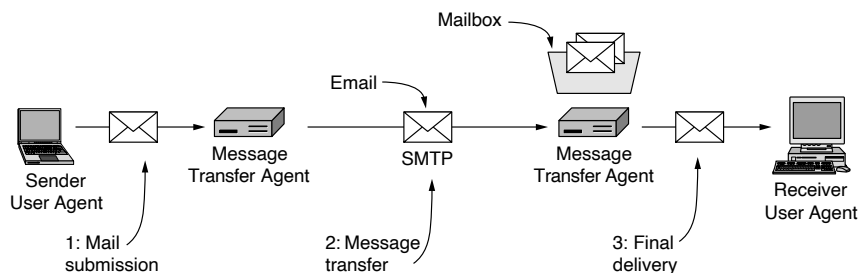 Mailbox
Email
Sender
User Agent
Message
Transfer Agent
SMTP
Message
Transfer Agent
Receiver
User Agent
1: Mail
submission
2: Message
transfer
3: Final
delivery